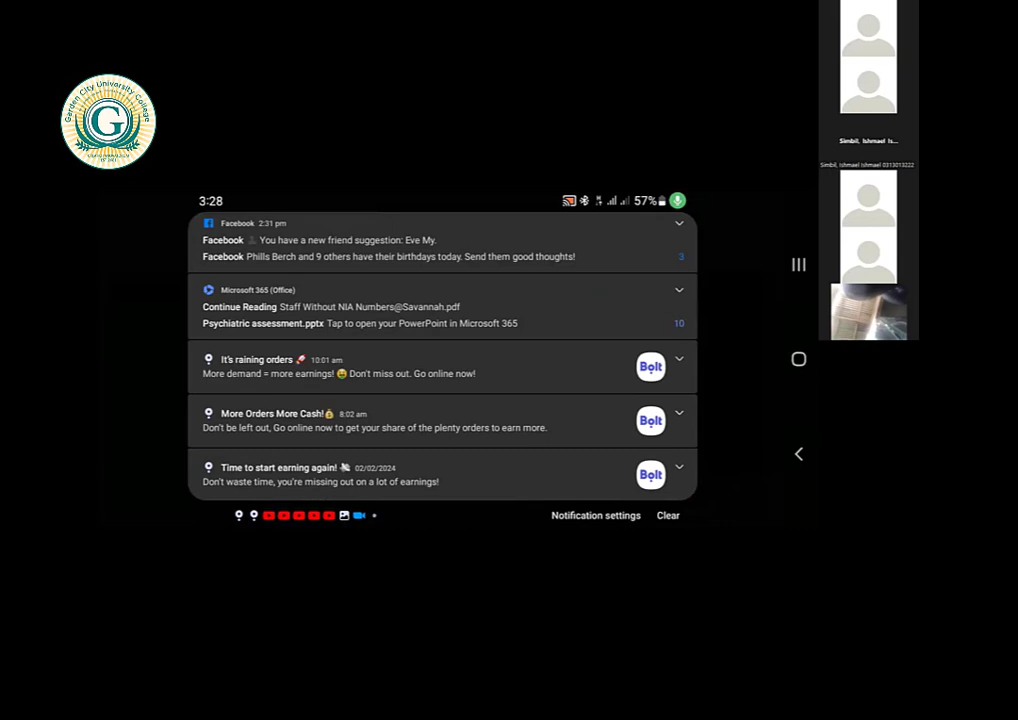 Garden City University College
G
Simbil, Ishmael Is...
Simbil, Ishmael Ishmael 0313013222
3:28
57%
Facebook 2:31 pm
Facebook 👤 You have a new friend suggestion: Eve My.
Facebook Phills Berch and 9 others have their birthdays today. Send them good thoughts!
3
Microsoft 365 (Office)
Continue Reading Staff Without NIA Numbers@Savannah.pdf
Psychiatric assessment.pptx Tap to open your PowerPoint in Microsoft 365
10
It's raining orders 🚀 10:01 am
More demand = more earnings! 😆 Don't miss out. Go online now!
Bolt
More Orders More Cash!💰 8:02 am
Don't be left out, Go online now to get your share of the plenty orders to earn more.
Bolt
Time to start earning again! 02/02/2024
Don't waste time, you're missing out on a lot of earnings!
Bolt
Notification settings Clear